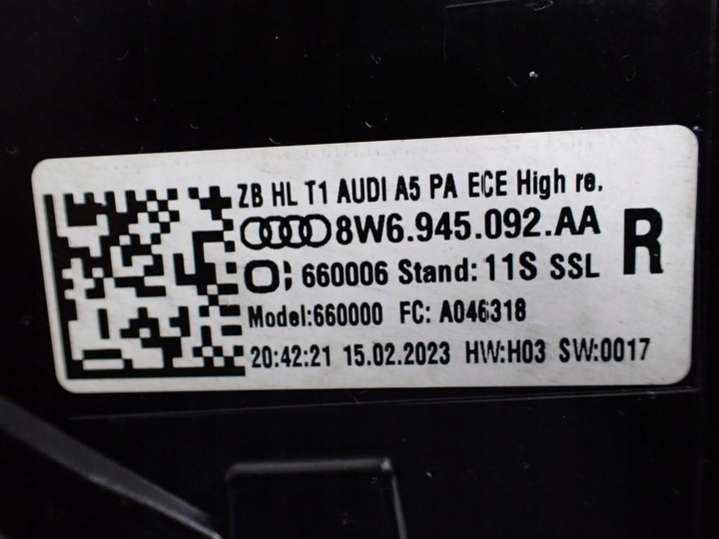 ZB HL T1 AUDI A5 PA ECE High re.
8W6.945.092.AA
R
660006 Stand: 11S SSL
Model:660000 FC: A046318
20:42:21 15.02.2023 HW:H03 SW:0017